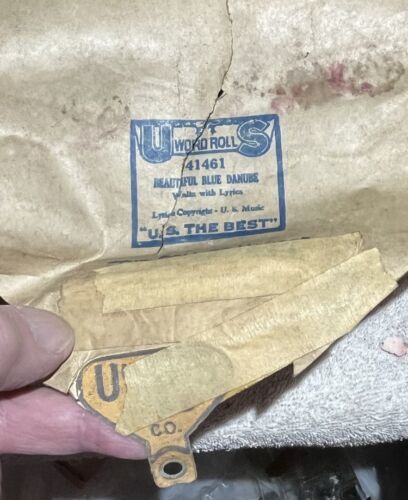 U S
WORD ROLL
41461
BEAUTIFUL BLUE DANUBE
Waltz with Lyrics
Lyrics Copyright - U. S. Music
"U.S. THE BEST"
U
CO.